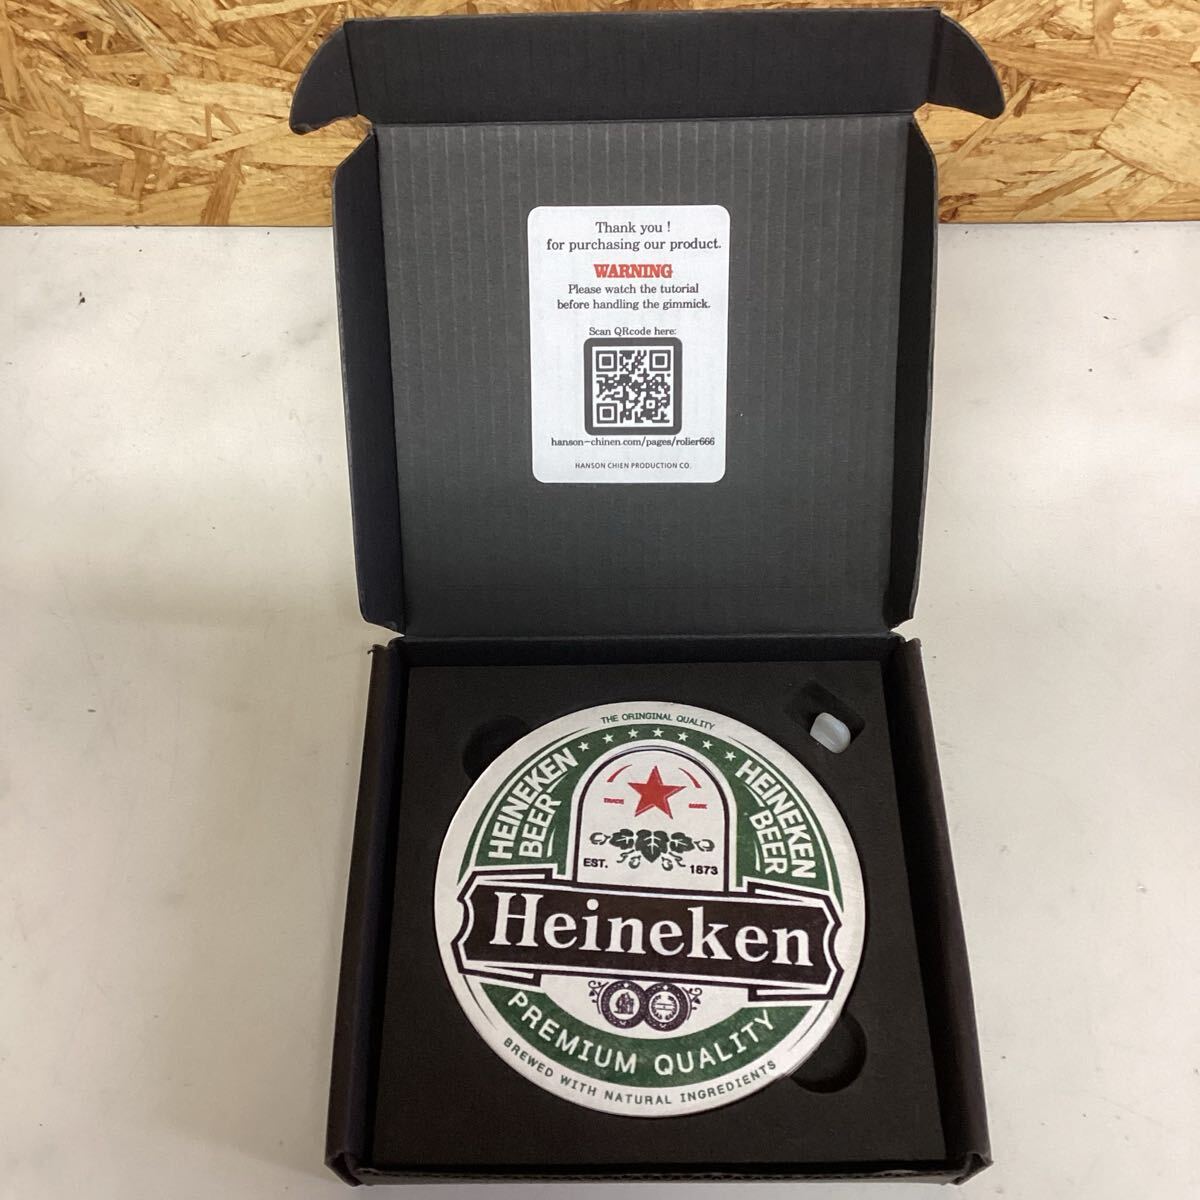 Thank you !
for purchasing our product.
WARNING
Please watch the tutorial
before handling the gimmick.
Scan QRcode here:
hanson-chinen.com/pages/rolier666
HANSON CHIEN PRODUCTION CO.
THE ORINGINAL QUALITY
HEINEKEN
BEER
HEINEKEN
BEER
TRADE MARK
EST. 1873
Heineken
PREMIUM QUALITY
BREWED WITH NATURAL INGREDIENTS